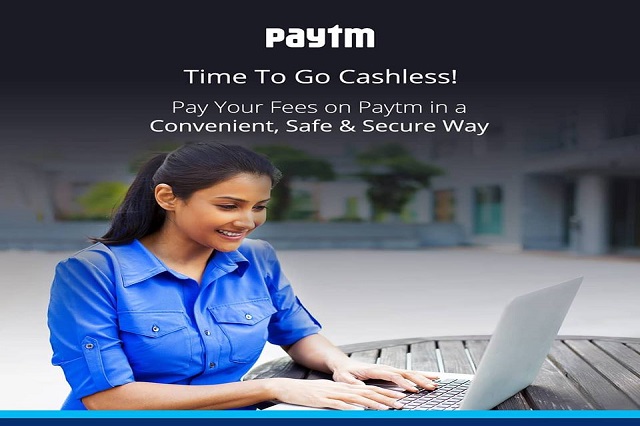 paytm
Time To Go Cashless!
Pay Your Fees on Paytm in a
Convenient, Safe & Secure Way